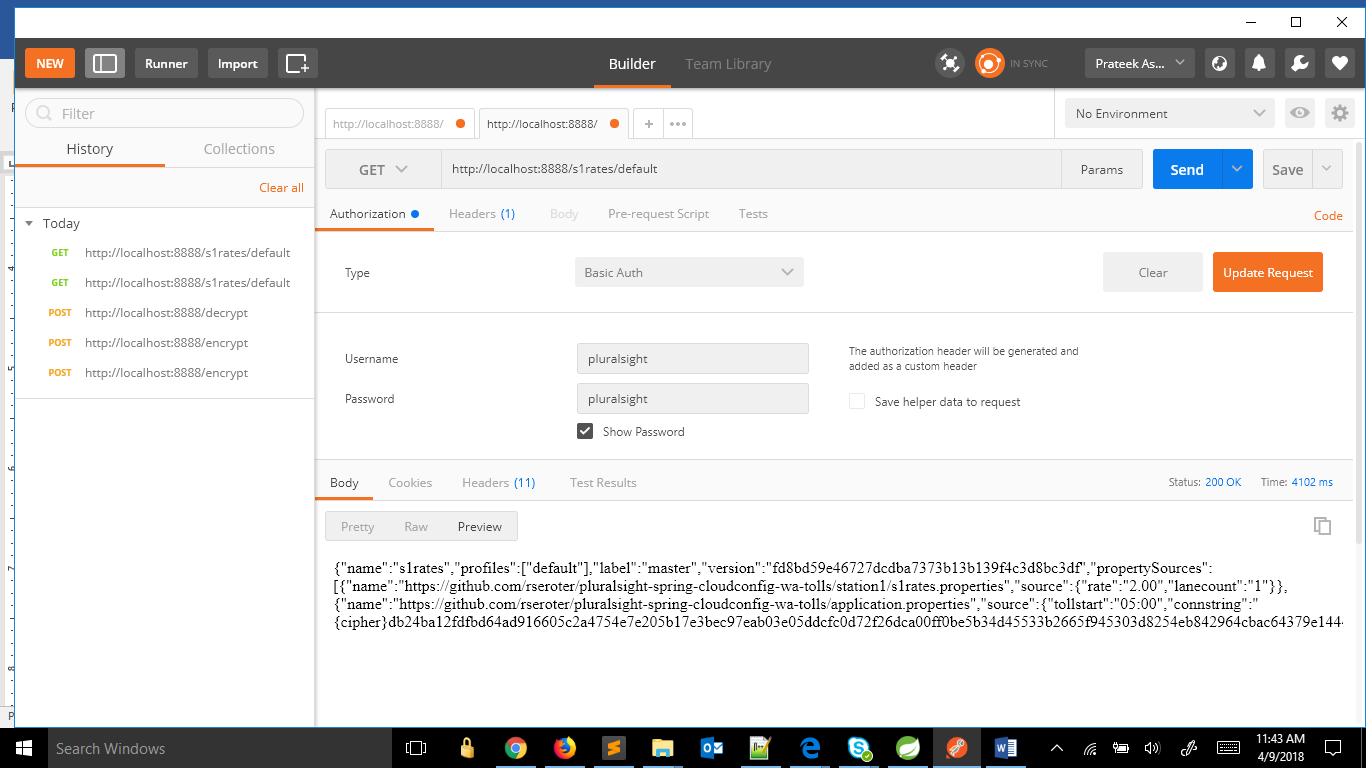 NEW
Runner
Import
Builder
Team Library
IN SYNC
Prateek As...
Filter
History
Collections
Clear all
Today
GET http://localhost:8888/s1rates/default
GET http://localhost:8888/s1rates/default
POST http://localhost:8888/decrypt
POST http://localhost:8888/encrypt
POST http://localhost:8888/encrypt
http://localhost:8888/
http://localhost:8888/
No Environment
GET
http://localhost:8888/s1rates/default
Params
Send
Save
Authorization
Headers (1)
Body
Pre-request Script
Tests
Code
Type
Basic Auth
Clear
Update Request
Username
pluralsight
The authorization header will be generated and
added as a custom header
Password
pluralsight
Save helper data to request
Show Password
Body
Cookies
Headers (11)
Test Results
Status: 200 OK
Time: 4102 ms
Pretty
Raw
Preview
{"name":"s1rates","profiles":["default"],"label":"master","version":"fd8bd59e46727dcdba7373b13b139f4c3d8bc3df","propertySources":
[{"name":"https://github.com/rseroter/pluralsight-spring-cloudconfig-wa-tolls/station1/s1rates.properties","source":{"rate":"2.00","lanecount":"1"}},
{"name":"https://github.com/rseroter/pluralsight-spring-cloudconfig-wa-tolls/application.properties","source":{"tollstart":"05:00","connstring":"
{cipher}db24ba12fdfbd64ad916605c2a4754e7e205b17e3bec97eab03e05ddcfc0d72f26dca00ff0be5b34d45533b2665f945303d8254eb842964cbac64379e144
Search Windows
11:43 AM
4/9/2018